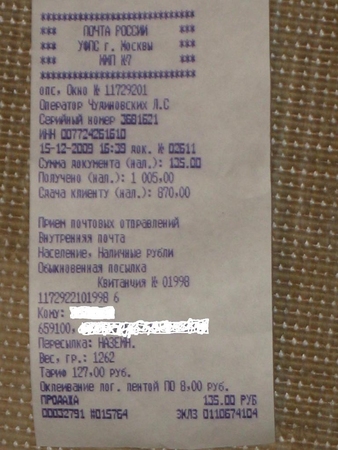 ***************************
*** ПОЧТА РОССИИ ***
*** УФПС г. Москвы ***
*** ММП №7 ***
***************************
опс, Окно № 11729201
Оператор Чудиновских Л.С
Серийный номер 3681621
ИНН 007724261610
15-12-2009 16:39 док. № 02611
Сумма документа (нал.): 135.00
Получено (нал.): 1 005,00
Сдача клиенту (нал.): 870,00
Прием почтовых отправлений
Внутренняя почта
Население, Наличные рубли
Обыкновенная посылка
Квитанция № 01998
1172922101998 6
Кому:
659100,
Пересылка: НАЗЕМН.
Вес, гр.: 1262
Тариф 127,00 руб.
Оклеивание лог. лентой ПО 8,00 руб.
ПРОДАЖА 135.00 РУБ
00032791 #015764 ЭКЛЗ 0110674104